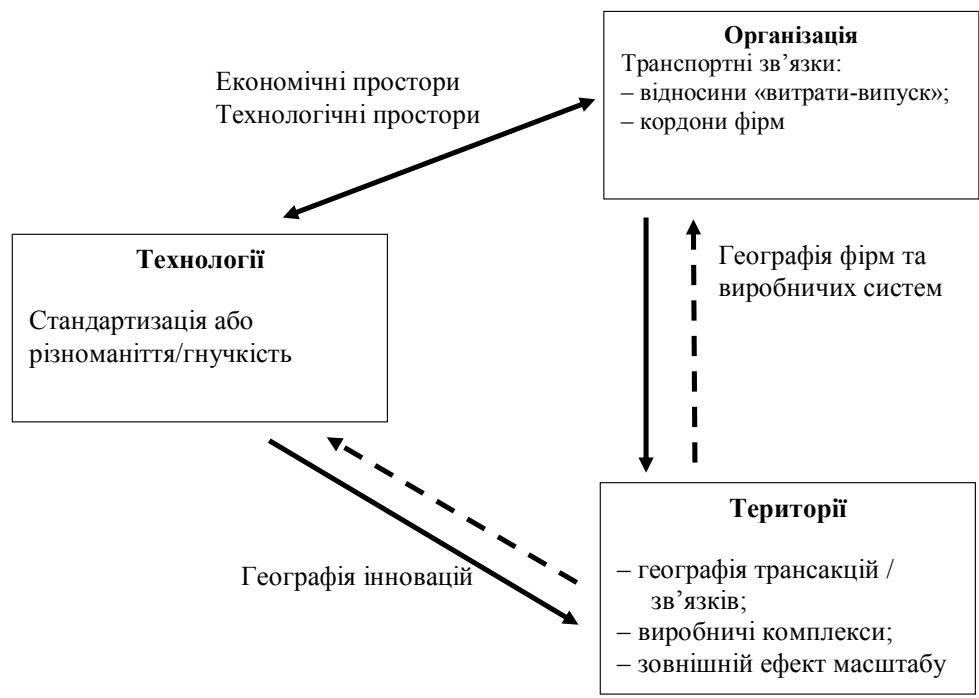 Організація
Транспортні зв’язки:
– відносини «витрати-випуск»;
– кордони фірм
Економічні простори
Технологічні простори
Технології
Стандартизація або
різноманіття/гнучкість
Географія фірм та
виробничих систем
Географія інновацій
Території
– географія трансакцій /
зв’язків;
– виробничі комплекси;
– зовнішній ефект масштабу